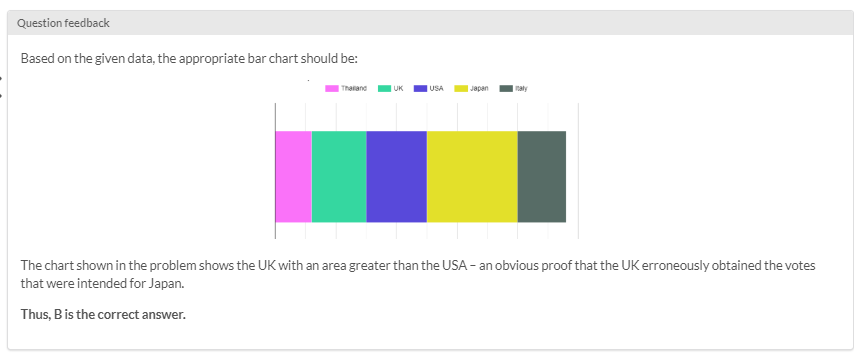 Question feedback
Based on the given data, the appropriate bar chart should be:
Thailand UK USA Japan Italy
The chart shown in the problem shows the UK with an area greater than the USA – an obvious proof that the UK erroneously obtained the votes
that were intended for Japan.
Thus, B is the correct answer.